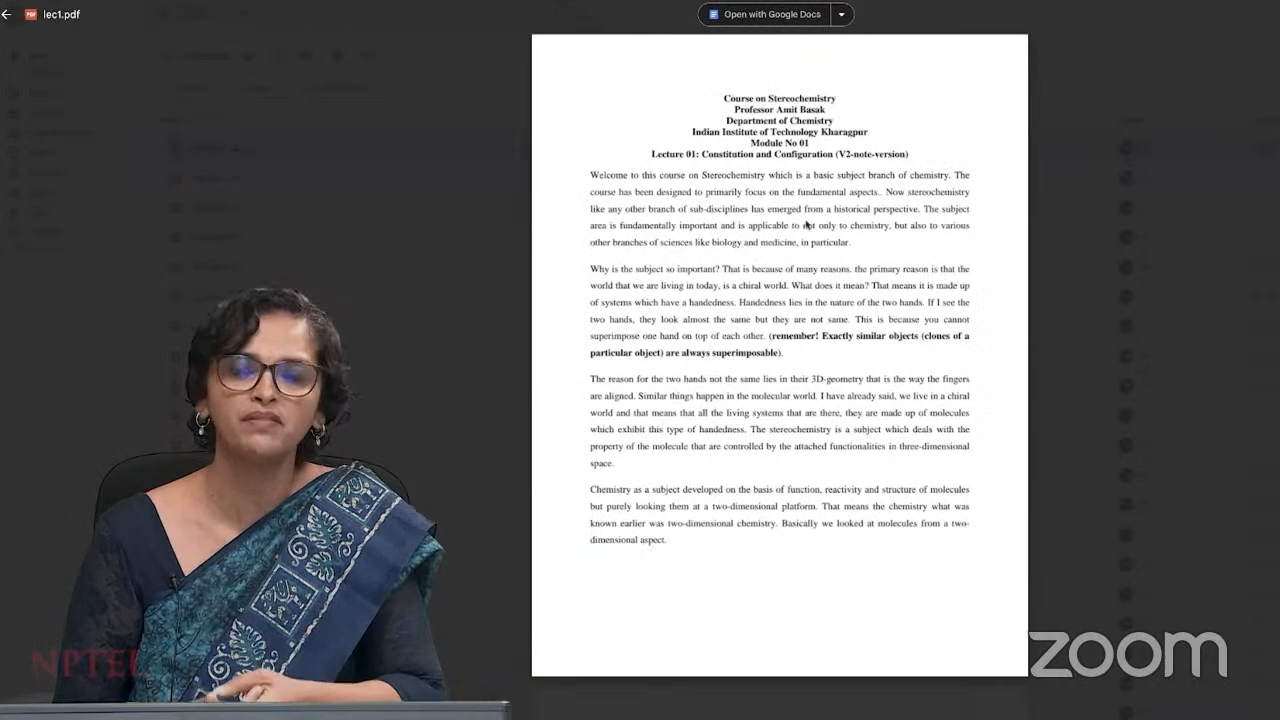 lec1.pdf
Open with Google Docs
Course on Stereochemistry
Professor Amit Basak
Department of Chemistry
Indian Institute of Technology Kharagpur
Module No 01
Lecture 01: Constitution and Configuration (V2-note-version)
Welcome to this course on Stereochemistry which is a basic subject branch of chemistry. The
course has been designed to primarily focus on the fundamental aspects.. Now stereochemistry
like any other branch of sub-disciplines has emerged from a historical perspective. The subject
area is fundamentally important and is applicable to not only to chemistry, but also to various
other branches of sciences like biology and medicine, in particular.
Why is the subject so important? That is because of many reasons, the primary reason is that the
world that we are living in today, is a chiral world. What does it mean? That means it is made up
of systems which have a handedness. Handedness lies in the nature of the two hands. If I see the
two hands, they look almost the same but they are not same. This is because you cannot
superimpose one hand on top of each other. (remember! Exactly similar objects (clones of a
particular object) are always superimposable).
The reason for the two hands not the same lies in their 3D-geometry that is the way the fingers
are aligned. Similar things happen in the molecular world. I have already said, we live in a chiral
world and that means that all the living systems that are there, they are made up of molecules
which exhibit this type of handedness. The stereochemistry is a subject which deals with the
property of the molecule that are controlled by the attached functionalities in three-dimensional
space.
Chemistry as a subject developed on the basis of function, reactivity and structure of molecules
but purely looking them at a two-dimensional platform. That means the chemistry what was
known earlier was two-dimensional chemistry. Basically we looked at molecules from a two-
dimensional aspect.
NPTEL
zoom